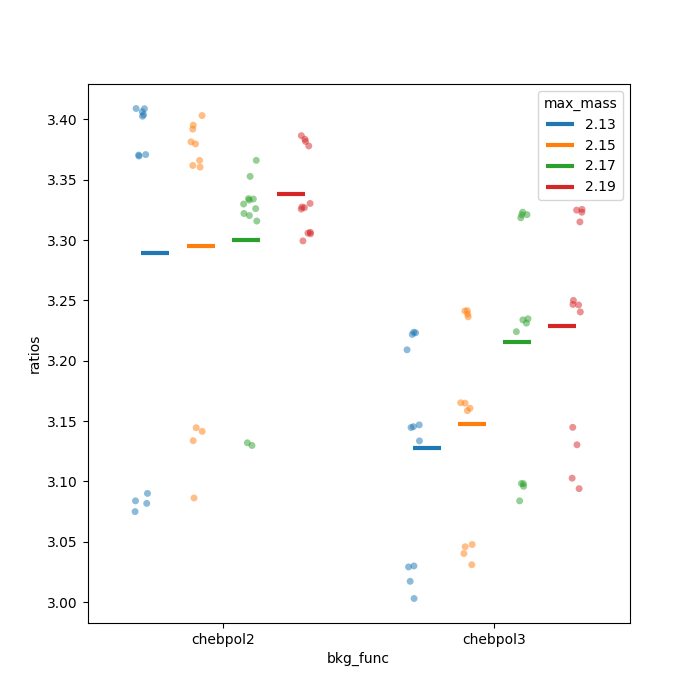 max_mass
2.13
2.15
2.17
2.19
ratios
3.40
3.35
3.30
3.25
3.20
3.15
3.10
3.05
3.00
chebpol2
chebpol3
bkg_func